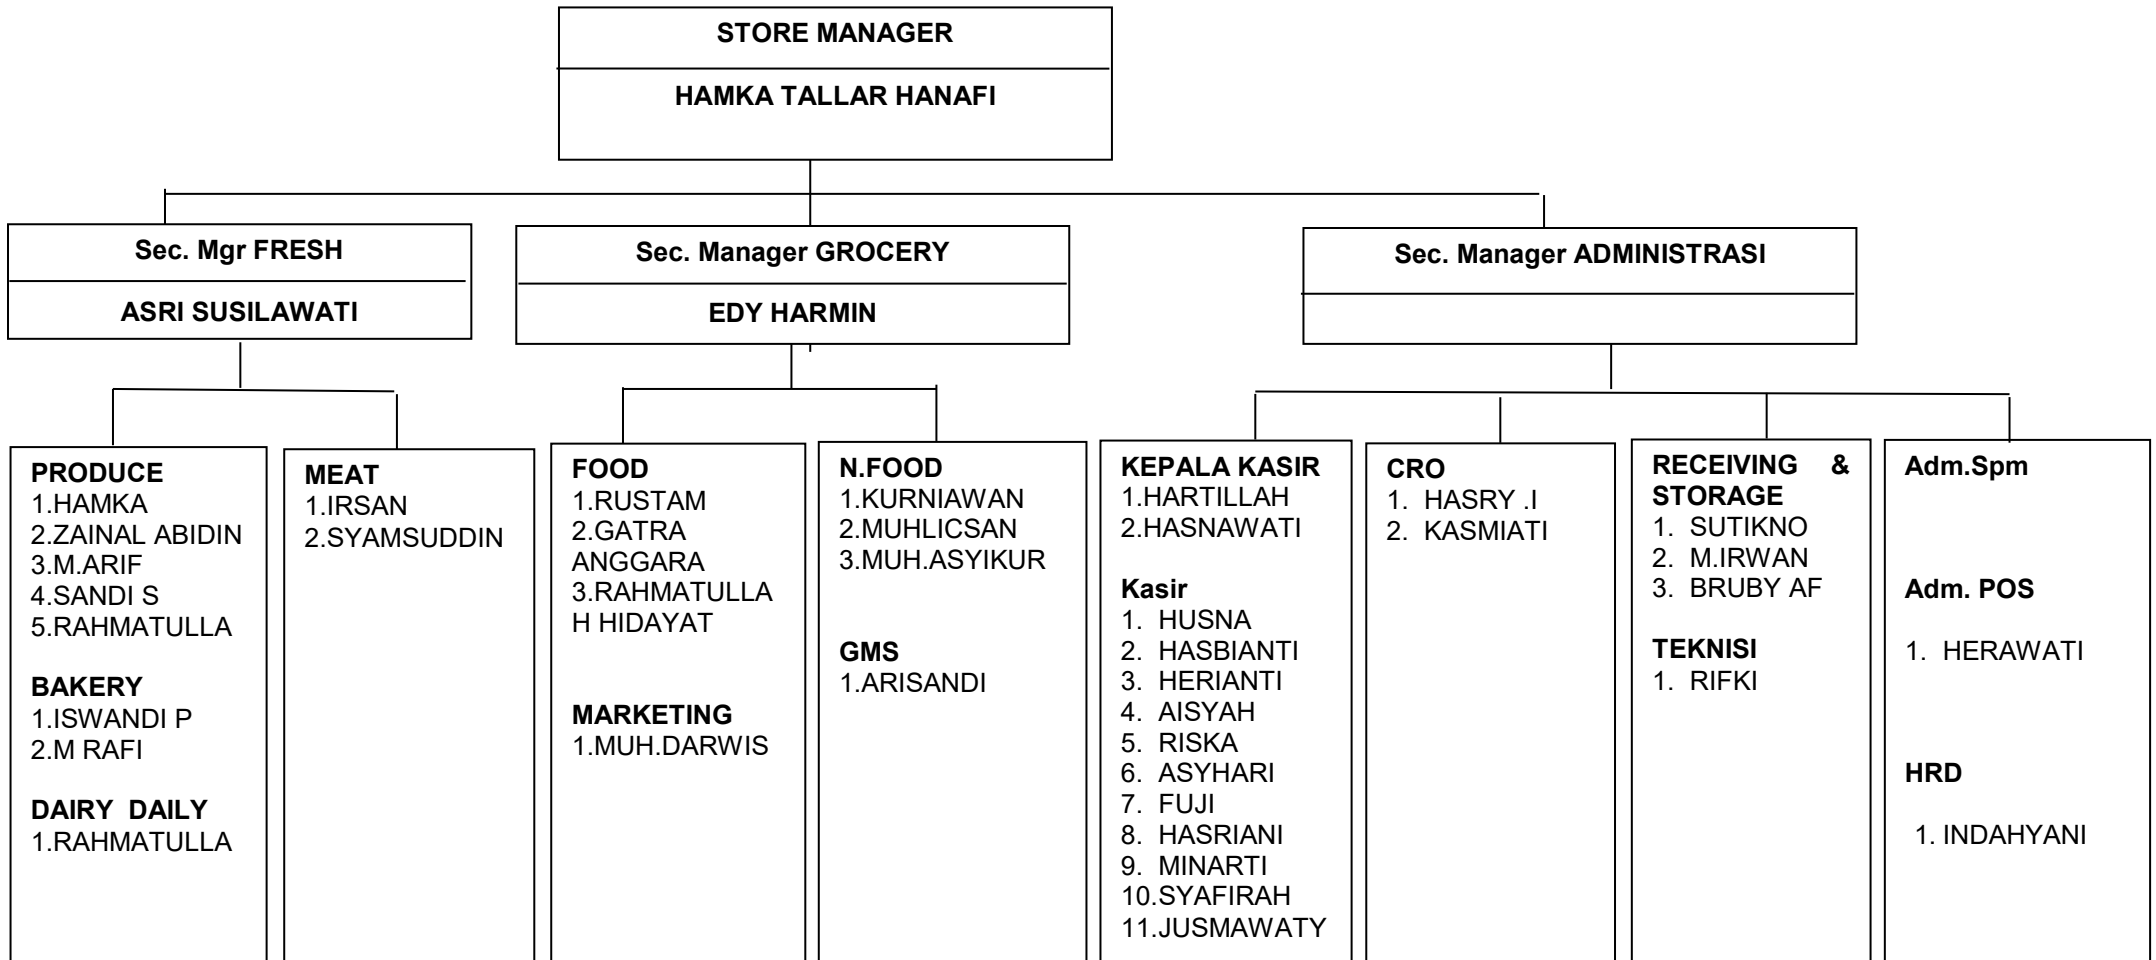 STORE MANAGER
HAMKA TALLAR HANAFI
Sec. Mgr FRESH
ASRI SUSILAWATI
Sec. Manager GROCERY
EDY HARMIN
Sec. Manager ADMINISTRASI
PRODUCE
1.HAMKA
2.ZAINAL ABIDIN
3.M.ARIF
4.SANDI S
5.RAHMATULLA
BAKERY
1.ISWANDI P
2.M RAFI
DAIRY DAILY
1.RAHMATULLA
MEAT
1.IRSAN
2.SYAMSUDDIN
FOOD
1.RUSTAM
2.GATRA
ANGGARA
3.RAHMATULLA
H HIDAYAT
MARKETING
1.MUH.DARWIS
N.FOOD
1.KURNIAWAN
2.MUHLICSAN
3.MUH.ASYIKUR
GMS
1.ARISANDI
KEPALA KASIR
1.HARTILLAH
2.HASNAWATI
Kasir
1. HUSNA
2. HASBIANTI
3. HERIANTI
4. AISYAH
5. RISKA
6. ASYHARI
7. FUJI
8. HASRIANI
9. MINARTI
10.SYAFIRAH
11.JUSMAWATY
CRO
1. HASRY .I
2. KASMIATI
RECEIVING &
STORAGE
1. SUTIKNO
2. M.IRWAN
3. BRUBY AF
TEKNISI
1. RIFKI
Adm.Spm
Adm. POS
1. HERAWATI
HRD
1. INDAHYANI